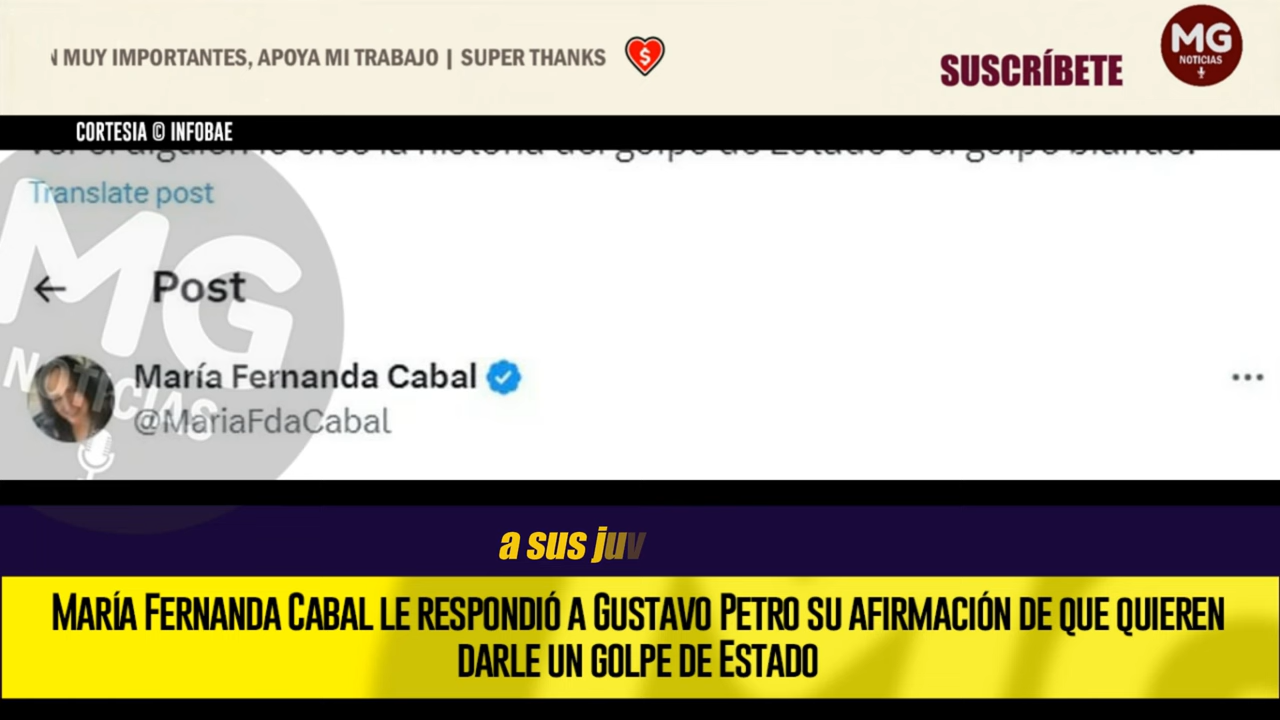 MUY IMPORTANTES, APOYA MI TRABAJO | SUPER THANKS
SUSCRÍBETE
MG
NOTICIAS
CORTESIA © INFOBAE
Translate post
MG
NOTICIAS
Post
María Fernanda Cabal
@MariaFdaCabal
a sus juv
MARÍA FERNANDA CABAL LE RESPONDIÓ A GUSTAVO PETRO SU AFIRMACIÓN DE QUE QUIEREN
DARLE UN GOLPE DE ESTADO